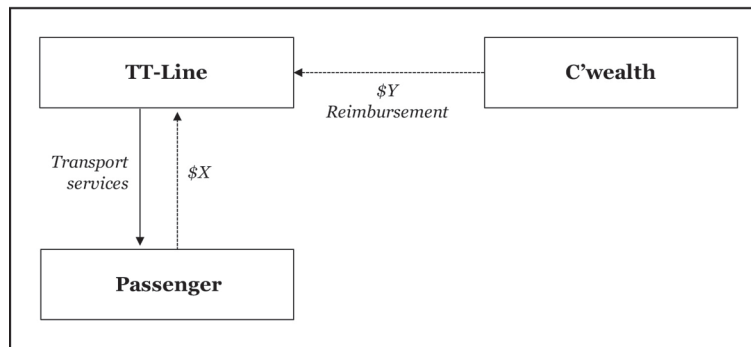 TT-Line
C’wealth
$Y
Reimbursement
Transport
services
$X
Passenger